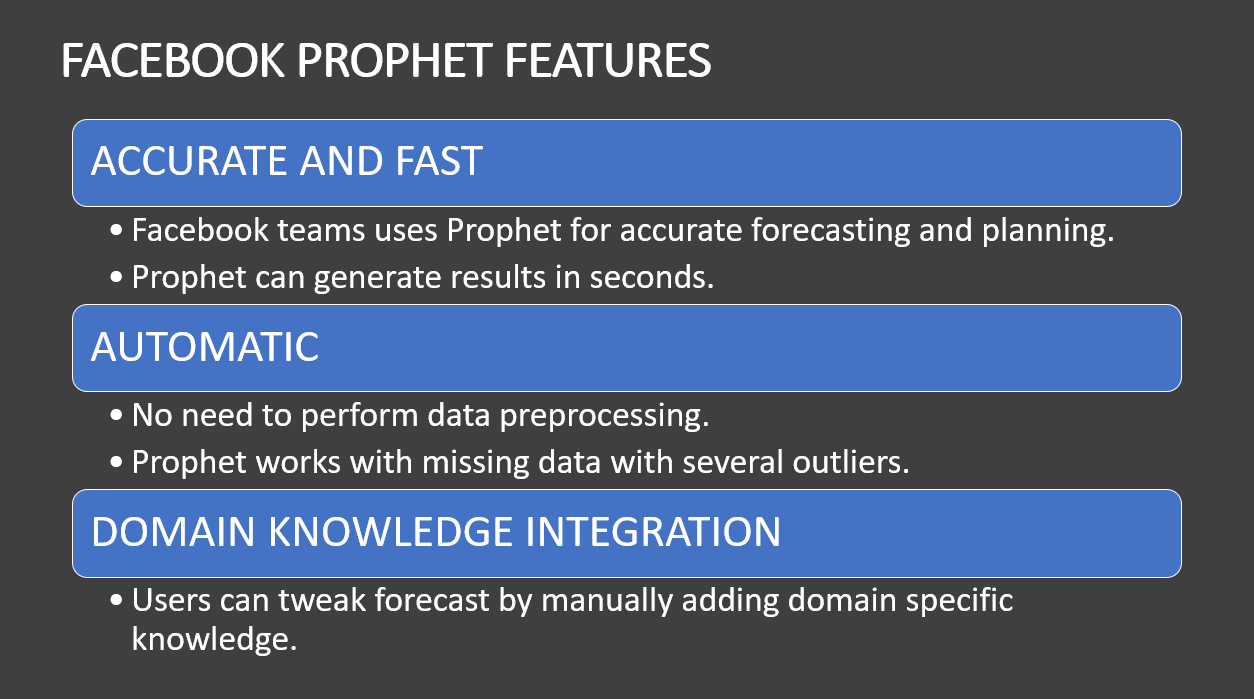 FACEBOOK PROPHET FEATURES
ACCURATE AND FAST
• Facebook teams uses Prophet for accurate forecasting and planning.
• Prophet can generate results in seconds.
AUTOMATIC
• No need to perform data preprocessing.
• Prophet works with missing data with several outliers.
DOMAIN KNOWLEDGE INTEGRATION
• Users can tweak forecast by manually adding domain specific
knowledge.